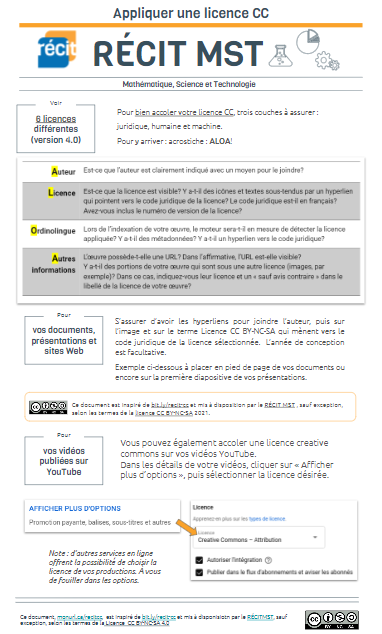 Appliquer une licence CC
récit
RÉCIT MST
Mathématique, Science et Technologie
Voir
6 licences
différentes
(version 4.0)
Pour bien accoler votre licence CC, trois couches à assurer :
juridique, humaine et machine.
Pour y arriver : acrostiche : ALOA!
Auteur
Est-ce que l'auteur est clairement indiqué avec un moyen pour le joindre?
Licence
Est-ce que la licence est visible? Y a-t-il des icônes et textes sous-tendus par un hyperlien
qui pointent vers le code juridique de la licence? Le code juridique est-il en français?
Avez-vous inclus le numéro de version de la licence?
Ordinolingue
Lors de l'indexation de votre œuvre, le moteur sera-t-il en mesure de détecter la licence
appliquée? Y a-t-il des métadonnées? Y a-t-il un hyperlien vers le code juridique?
Autres
informations
L'œuvre possède-t-elle une URL? Dans l'affirmative, l'URL est-elle visible?
Y a-t-il des portions de votre œuvre qui sont sous une autre licence (images, par
exemple)? Dans ce cas, indiquez-vous leur licence et un « sauf avis contraire » dans le
libellé de la licence de votre œuvre?
Pour
vos documents,
présentations et
sites Web
S'assurer d'avoir les hyperliens pour joindre l'auteur, puis sur
l'image et sur le terme Licence CC BY-NC-SA qui mènent vers le
code juridique de la licence sélectionnée. L'année de conception
est facultative.
Exemple ci-dessous à placer en pied de page de vos documents ou
encore sur la première diapositive de vos présentations.
Ce document est inspiré de bit.ly/recitros et mis à disposition par le RÉCIT MST , sauf exception,
selon les termes de la licence CC BY-NC-SA 2021.
Pour
vos vidéos
publiées sur
YouTube
Vous pouvez également accoler une licence creative
commons sur vos vidéos YouTube.
Dans les détails de votre vidéos, cliquer sur « Afficher
plus d'options », puis sélectionner la licence désirée.
AFFICHER PLUS D'OPTIONS
Promotion payante, balises, sous-titres et autres
Licence
Apprenez-en plus sur les types de licence.
Licence
Creative Commons – Attribution
Autoriser l'intégration
Publier dans le flux d'abonnements et aviser les abonnés
Note : d'autres services en ligne
offrent la possibilité de choisir la
licence de vos productions. À vous
de fouiller dans les options.
Ce document, monurl.ca/recitros, est inspiré de bit.ly/recitros et mis à disponisiotn par le RÉCITMST, sauf
exception, selon les termes de la Licence CC BY-NC-SA 4.0